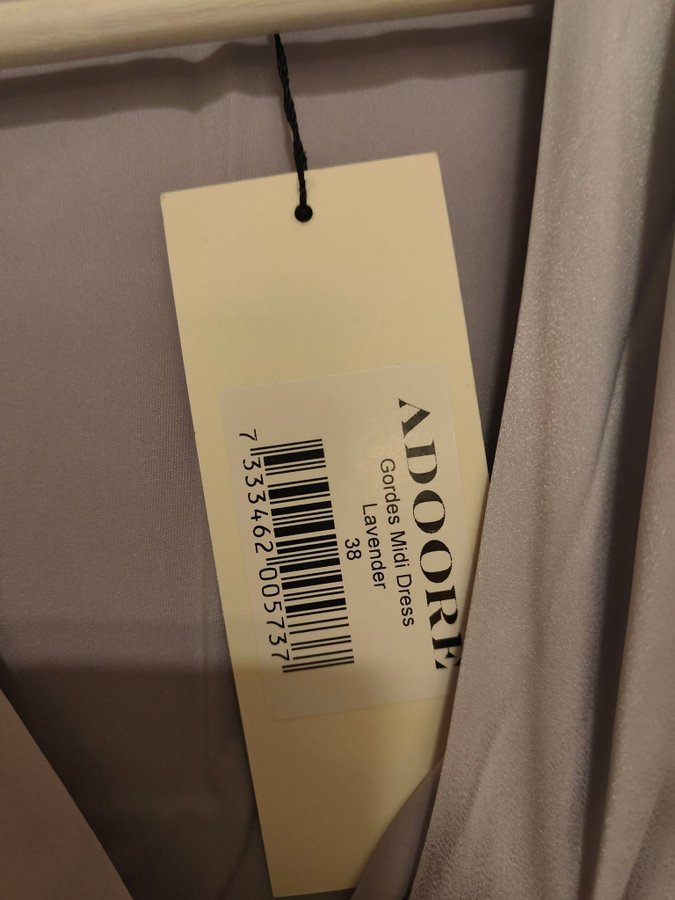 ADOORE
Gordes Midi Dress
Lavender
38
7 333462 005737